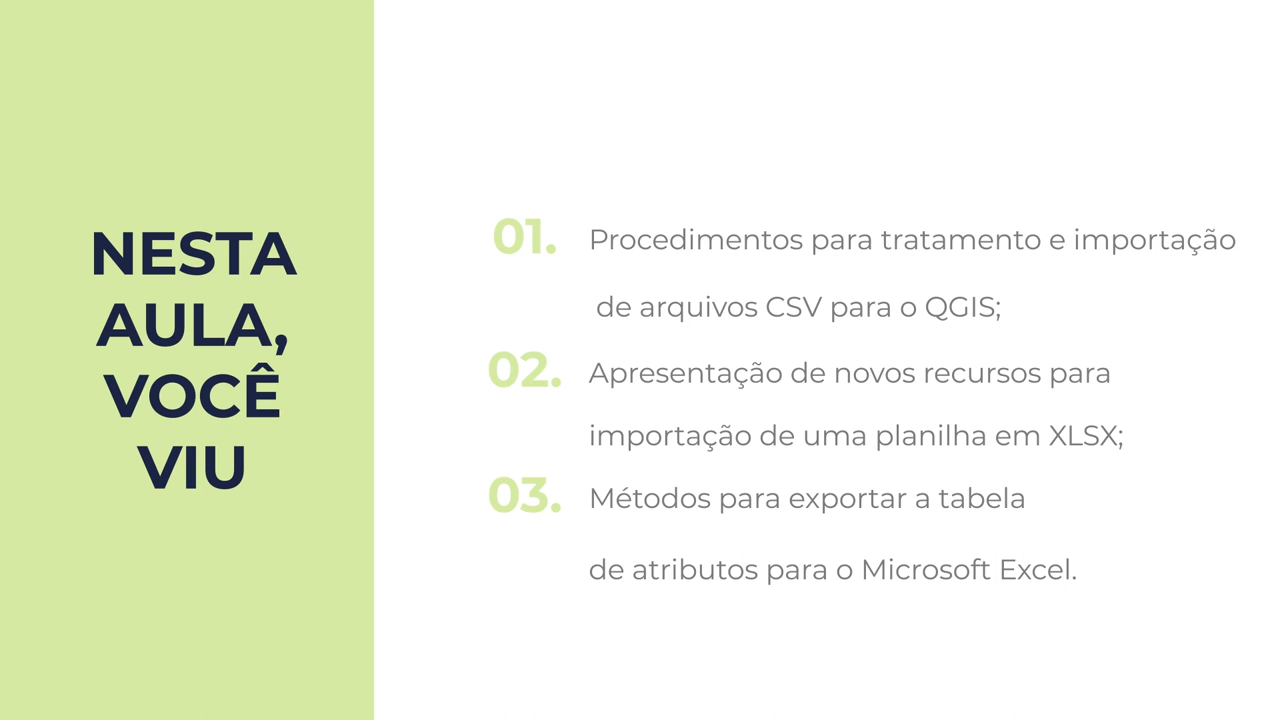 NESTA
AULA,
VOCÊ
VIU
01. Procedimentos para tratamento e importação
de arquivos CSV para o QGIS;
02. Apresentação de novos recursos para
importação de uma planilha em XLSX;
03. Métodos para exportar a tabela
de atributos para o Microsoft Excel.